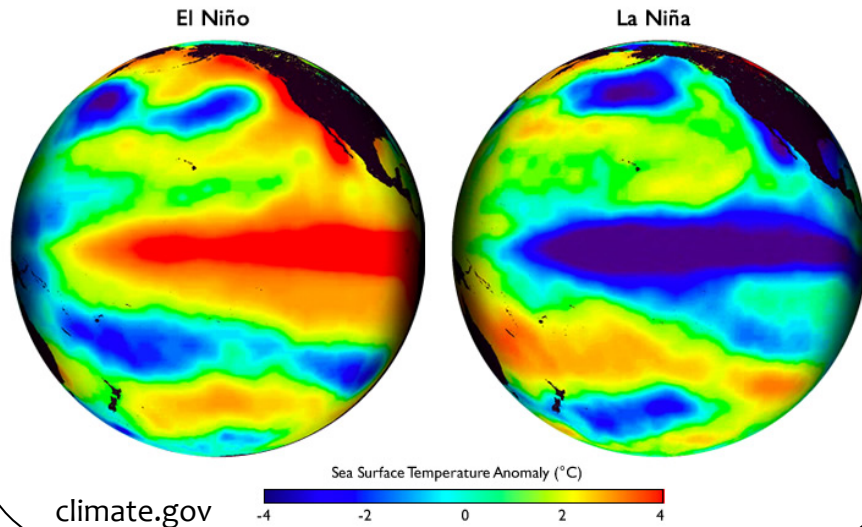 El Niño
La Niña
Sea Surface Temperature Anomaly (°C)
-4 -2 0 2 4
climate.gov